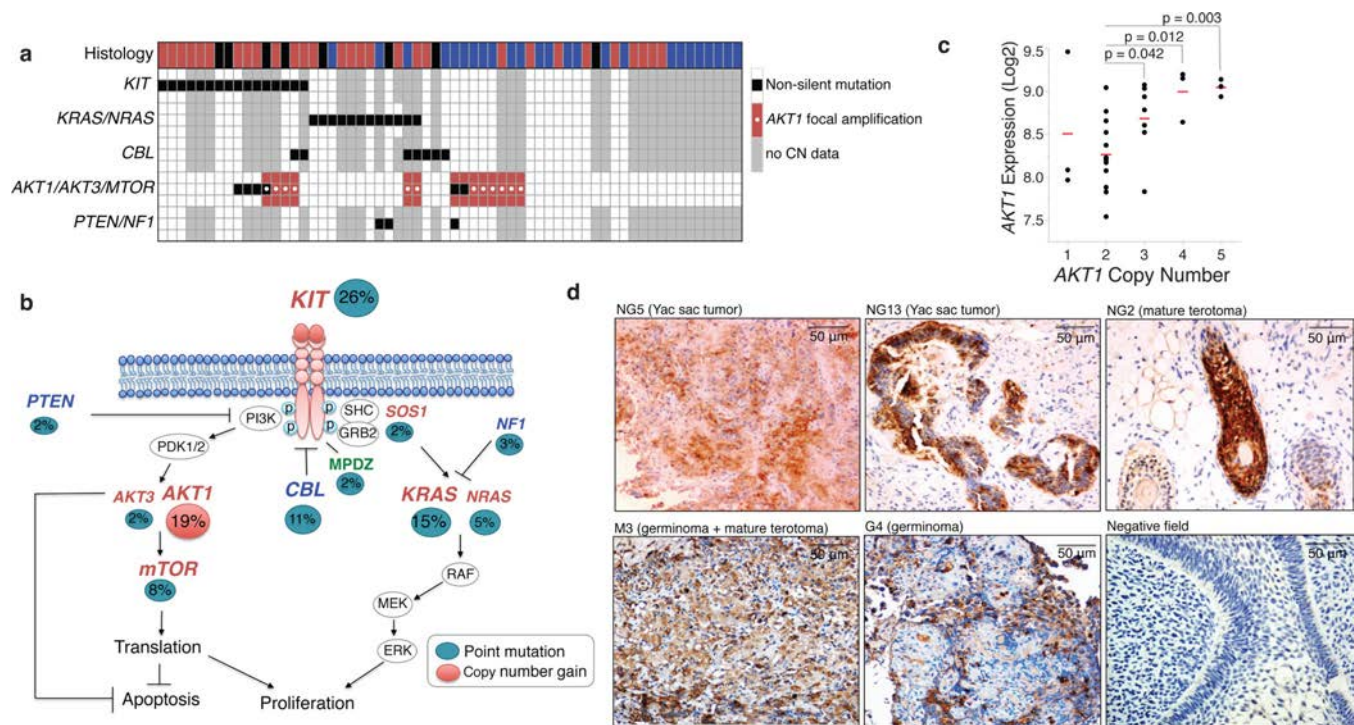 a
Histology
KIT
KRAS/NRAS
CBL
AKT1/AKT3/MTOR
PTEN/NF1
Non-silent mutation
AKT1 focal amplification
no CN data
c
p = 0.003
p = 0.012
p = 0.042
AKT1 Expression (Log2)
9.5
9.0
8.5
8.0
7.5
1 2 3 4 5
AKT1 Copy Number
b
KIT 26%
PTEN
2%
PI3K
p p
p p
SHC
GRB2
SOS1
2%
NF1
3%
PDK1/2
MPDZ
2%
AKT3
2%
AKT1
19%
CBL
11%
KRAS
15%
NRAS
5%
mTOR
8%
RAF
MEK
ERK
Translation
Apoptosis
Proliferation
Point mutation
Copy number gain
d
NG5 (Yac sac tumor)
50 µm
NG13 (Yac sac tumor)
50 µm
NG2 (mature terotoma)
50 µm
M3 (germinoma + mature terotoma)
50 µm
G4 (germinoma)
50 µm
Negative field
50 µm